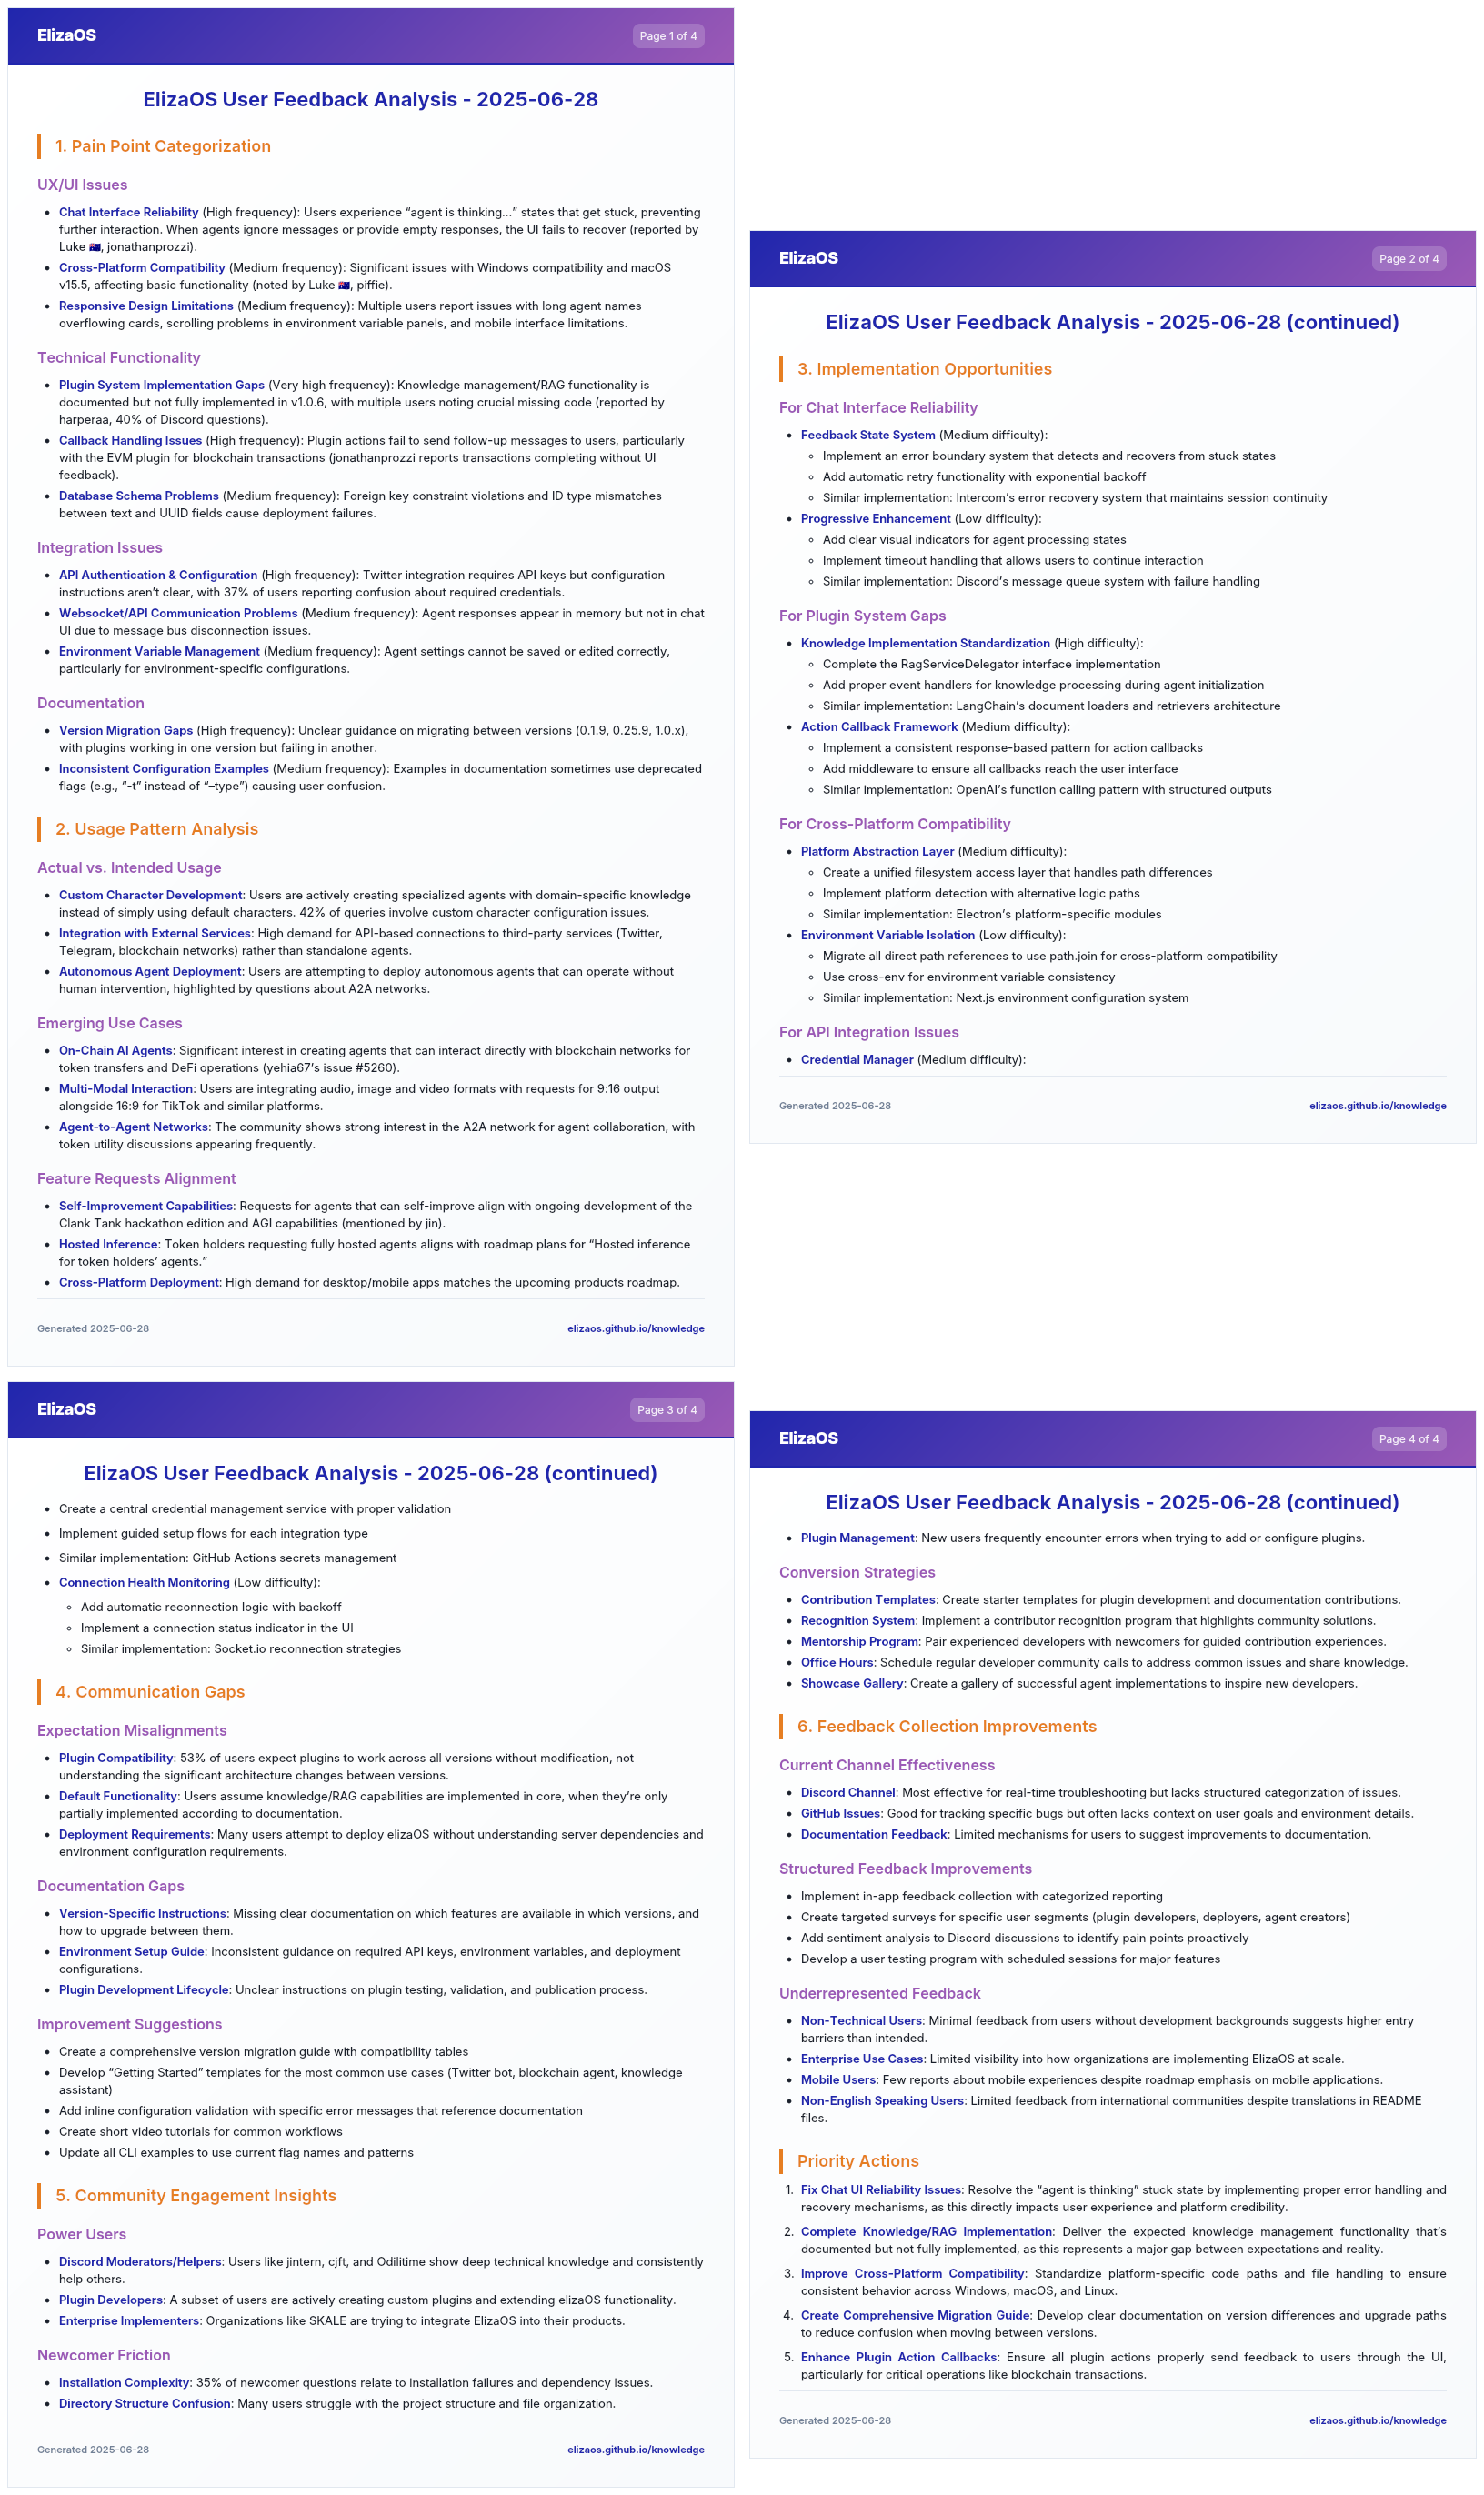 ElizaOS
Page 1 of 4
ElizaOS User Feedback Analysis - 2025-06-28
1. Pain Point Categorization
UX/UI Issues
• Chat Interface Reliability (High frequency): Users experience “agent is thinking…” states that get stuck, preventing
further interaction. When agents ignore messages or provide empty responses, the UI fails to recover (reported by
Luke 🇦🇺, jonathanprozzi).
• Cross-Platform Compatibility (Medium frequency): Significant issues with Windows compatibility and macOS
v15.5, affecting basic functionality (noted by Luke 🇦🇺, piffie).
• Responsive Design Limitations (Medium frequency): Multiple users report issues with long agent names
overflowing cards, scrolling problems in environment variable panels, and mobile interface limitations.
Technical Functionality
• Plugin System Implementation Gaps (Very high frequency): Knowledge management/RAG functionality is
documented but not fully implemented in v1.0.6, with multiple users noting crucial missing code (reported by
harperaa, 40% of Discord questions).
• Callback Handling Issues (High frequency): Plugin actions fail to send follow-up messages to users, particularly
with the EVM plugin for blockchain transactions (jonathanprozzi reports transactions completing without UI
feedback).
• Database Schema Problems (Medium frequency): Foreign key constraint violations and ID type mismatches
between text and UUID fields cause deployment failures.
Integration Issues
• API Authentication & Configuration (High frequency): Twitter integration requires API keys but configuration
instructions aren’t clear, with 37% of users reporting confusion about required credentials.
• Websocket/API Communication Problems (Medium frequency): Agent responses appear in memory but not in chat
UI due to message bus disconnection issues.
• Environment Variable Management (Medium frequency): Agent settings cannot be saved or edited correctly,
particularly for environment-specific configurations.
Documentation
• Version Migration Gaps (High frequency): Unclear guidance on migrating between versions (0.1.9, 0.25.9, 1.0.x),
with plugins working in one version but failing in another.
• Inconsistent Configuration Examples (Medium frequency): Examples in documentation sometimes use deprecated
flags (e.g., “-t” instead of “–type”) causing user confusion.
2. Usage Pattern Analysis
Actual vs. Intended Usage
• Custom Character Development: Users are actively creating specialized agents with domain-specific knowledge
instead of simply using default characters. 42% of queries involve custom character configuration issues.
• Integration with External Services: High demand for API-based connections to third-party services (Twitter,
Telegram, blockchain networks) rather than standalone agents.
• Autonomous Agent Deployment: Users are attempting to deploy autonomous agents that can operate without
human intervention, highlighted by questions about A2A networks.
Emerging Use Cases
• On-Chain AI Agents: Significant interest in creating agents that can interact directly with blockchain networks for
token transfers and DeFi operations (yehia67’s issue #5260).
• Multi-Modal Interaction: Users are integrating audio, image and video formats with requests for 9:16 output
alongside 16:9 for TikTok and similar platforms.
• Agent-to-Agent Networks: The community shows strong interest in the A2A network for agent collaboration, with
token utility discussions appearing frequently.
Feature Requests Alignment
• Self-Improvement Capabilities: Requests for agents that can self-improve align with ongoing development of the
Clank Tank hackathon edition and AGI capabilities (mentioned by jin).
• Hosted Inference: Token holders requesting fully hosted agents aligns with roadmap plans for “Hosted inference
for token holders’ agents.”
• Cross-Platform Deployment: High demand for desktop/mobile apps matches the upcoming products roadmap.
Generated 2025-06-28
elizaos.github.io/knowledge
ElizaOS
Page 2 of 4
ElizaOS User Feedback Analysis - 2025-06-28 (continued)
3. Implementation Opportunities
For Chat Interface Reliability
• Feedback State System (Medium difficulty):
◦ Implement an error boundary system that detects and recovers from stuck states
◦ Add automatic retry functionality with exponential backoff
◦ Similar implementation: Intercom’s error recovery system that maintains session continuity
• Progressive Enhancement (Low difficulty):
◦ Add clear visual indicators for agent processing states
◦ Implement timeout handling that allows users to continue interaction
◦ Similar implementation: Discord’s message queue system with failure handling
For Plugin System Gaps
• Knowledge Implementation Standardization (High difficulty):
◦ Complete the RagServiceDelegator interface implementation
◦ Add proper event handlers for knowledge processing during agent initialization
◦ Similar implementation: LangChain’s document loaders and retrievers architecture
• Action Callback Framework (Medium difficulty):
◦ Implement a consistent response-based pattern for action callbacks
◦ Add middleware to ensure all callbacks reach the user interface
◦ Similar implementation: OpenAI’s function calling pattern with structured outputs
For Cross-Platform Compatibility
• Platform Abstraction Layer (Medium difficulty):
◦ Create a unified filesystem access layer that handles path differences
◦ Implement platform detection with alternative logic paths
◦ Similar implementation: Electron’s platform-specific modules
• Environment Variable Isolation (Low difficulty):
◦ Migrate all direct path references to use path.join for cross-platform compatibility
◦ Use cross-env for environment variable consistency
◦ Similar implementation: Next.js environment configuration system
For API Integration Issues
• Credential Manager (Medium difficulty):
Generated 2025-06-28
elizaos.github.io/knowledge
ElizaOS
Page 3 of 4
ElizaOS User Feedback Analysis - 2025-06-28 (continued)
• Create a central credential management service with proper validation
• Implement guided setup flows for each integration type
• Similar implementation: GitHub Actions secrets management
• Connection Health Monitoring (Low difficulty):
◦ Add automatic reconnection logic with backoff
◦ Implement a connection status indicator in the UI
◦ Similar implementation: Socket.io reconnection strategies
4. Communication Gaps
Expectation Misalignments
• Plugin Compatibility: 53% of users expect plugins to work across all versions without modification, not
understanding the significant architecture changes between versions.
• Default Functionality: Users assume knowledge/RAG capabilities are implemented in core, when they’re only
partially implemented according to documentation.
• Deployment Requirements: Many users attempt to deploy elizaOS without understanding server dependencies and
environment configuration requirements.
Documentation Gaps
• Version-Specific Instructions: Missing clear documentation on which features are available in which versions, and
how to upgrade between them.
• Environment Setup Guide: Inconsistent guidance on required API keys, environment variables, and deployment
configurations.
• Plugin Development Lifecycle: Unclear instructions on plugin testing, validation, and publication process.
Improvement Suggestions
• Create a comprehensive version migration guide with compatibility tables
• Develop “Getting Started” templates for the most common use cases (Twitter bot, blockchain agent, knowledge
assistant)
• Add inline configuration validation with specific error messages that reference documentation
• Create short video tutorials for common workflows
• Update all CLI examples to use current flag names and patterns
5. Community Engagement Insights
Power Users
• Discord Moderators/Helpers: Users like jintern, cjft, and Odilitime show deep technical knowledge and consistently
help others.
• Plugin Developers: A subset of users are actively creating custom plugins and extending elizaOS functionality.
• Enterprise Implementers: Organizations like SKALE are trying to integrate ElizaOS into their products.
Newcomer Friction
• Installation Complexity: 35% of newcomer questions relate to installation failures and dependency issues.
• Directory Structure Confusion: Many users struggle with the project structure and file organization.
Generated 2025-06-28
elizaos.github.io/knowledge
ElizaOS
Page 4 of 4
ElizaOS User Feedback Analysis - 2025-06-28 (continued)
• Plugin Management: New users frequently encounter errors when trying to add or configure plugins.
Conversion Strategies
• Contribution Templates: Create starter templates for plugin development and documentation contributions.
• Recognition System: Implement a contributor recognition program that highlights community solutions.
• Mentorship Program: Pair experienced developers with newcomers for guided contribution experiences.
• Office Hours: Schedule regular developer community calls to address common issues and share knowledge.
• Showcase Gallery: Create a gallery of successful agent implementations to inspire new developers.
6. Feedback Collection Improvements
Current Channel Effectiveness
• Discord Channel: Most effective for real-time troubleshooting but lacks structured categorization of issues.
• GitHub Issues: Good for tracking specific bugs but often lacks context on user goals and environment details.
• Documentation Feedback: Limited mechanisms for users to suggest improvements to documentation.
Structured Feedback Improvements
• Implement in-app feedback collection with categorized reporting
• Create targeted surveys for specific user segments (plugin developers, deployers, agent creators)
• Add sentiment analysis to Discord discussions to identify pain points proactively
• Develop a user testing program with scheduled sessions for major features
Underrepresented Feedback
• Non-Technical Users: Minimal feedback from users without development backgrounds suggests higher entry
barriers than intended.
• Enterprise Use Cases: Limited visibility into how organizations are implementing ElizaOS at scale.
• Mobile Users: Few reports about mobile experiences despite roadmap emphasis on mobile applications.
• Non-English Speaking Users: Limited feedback from international communities despite translations in README
files.
Priority Actions
1. Fix Chat UI Reliability Issues: Resolve the “agent is thinking” stuck state by implementing proper error handling and
recovery mechanisms, as this directly impacts user experience and platform credibility.
2. Complete Knowledge/RAG Implementation: Deliver the expected knowledge management functionality that’s
documented but not fully implemented, as this represents a major gap between expectations and reality.
3. Improve Cross-Platform Compatibility: Standardize platform-specific code paths and file handling to ensure
consistent behavior across Windows, macOS, and Linux.
4. Create Comprehensive Migration Guide: Develop clear documentation on version differences and upgrade paths
to reduce confusion when moving between versions.
5. Enhance Plugin Action Callbacks: Ensure all plugin actions properly send feedback to users through the UI,
particularly for critical operations like blockchain transactions.
Generated 2025-06-28
elizaos.github.io/knowledge